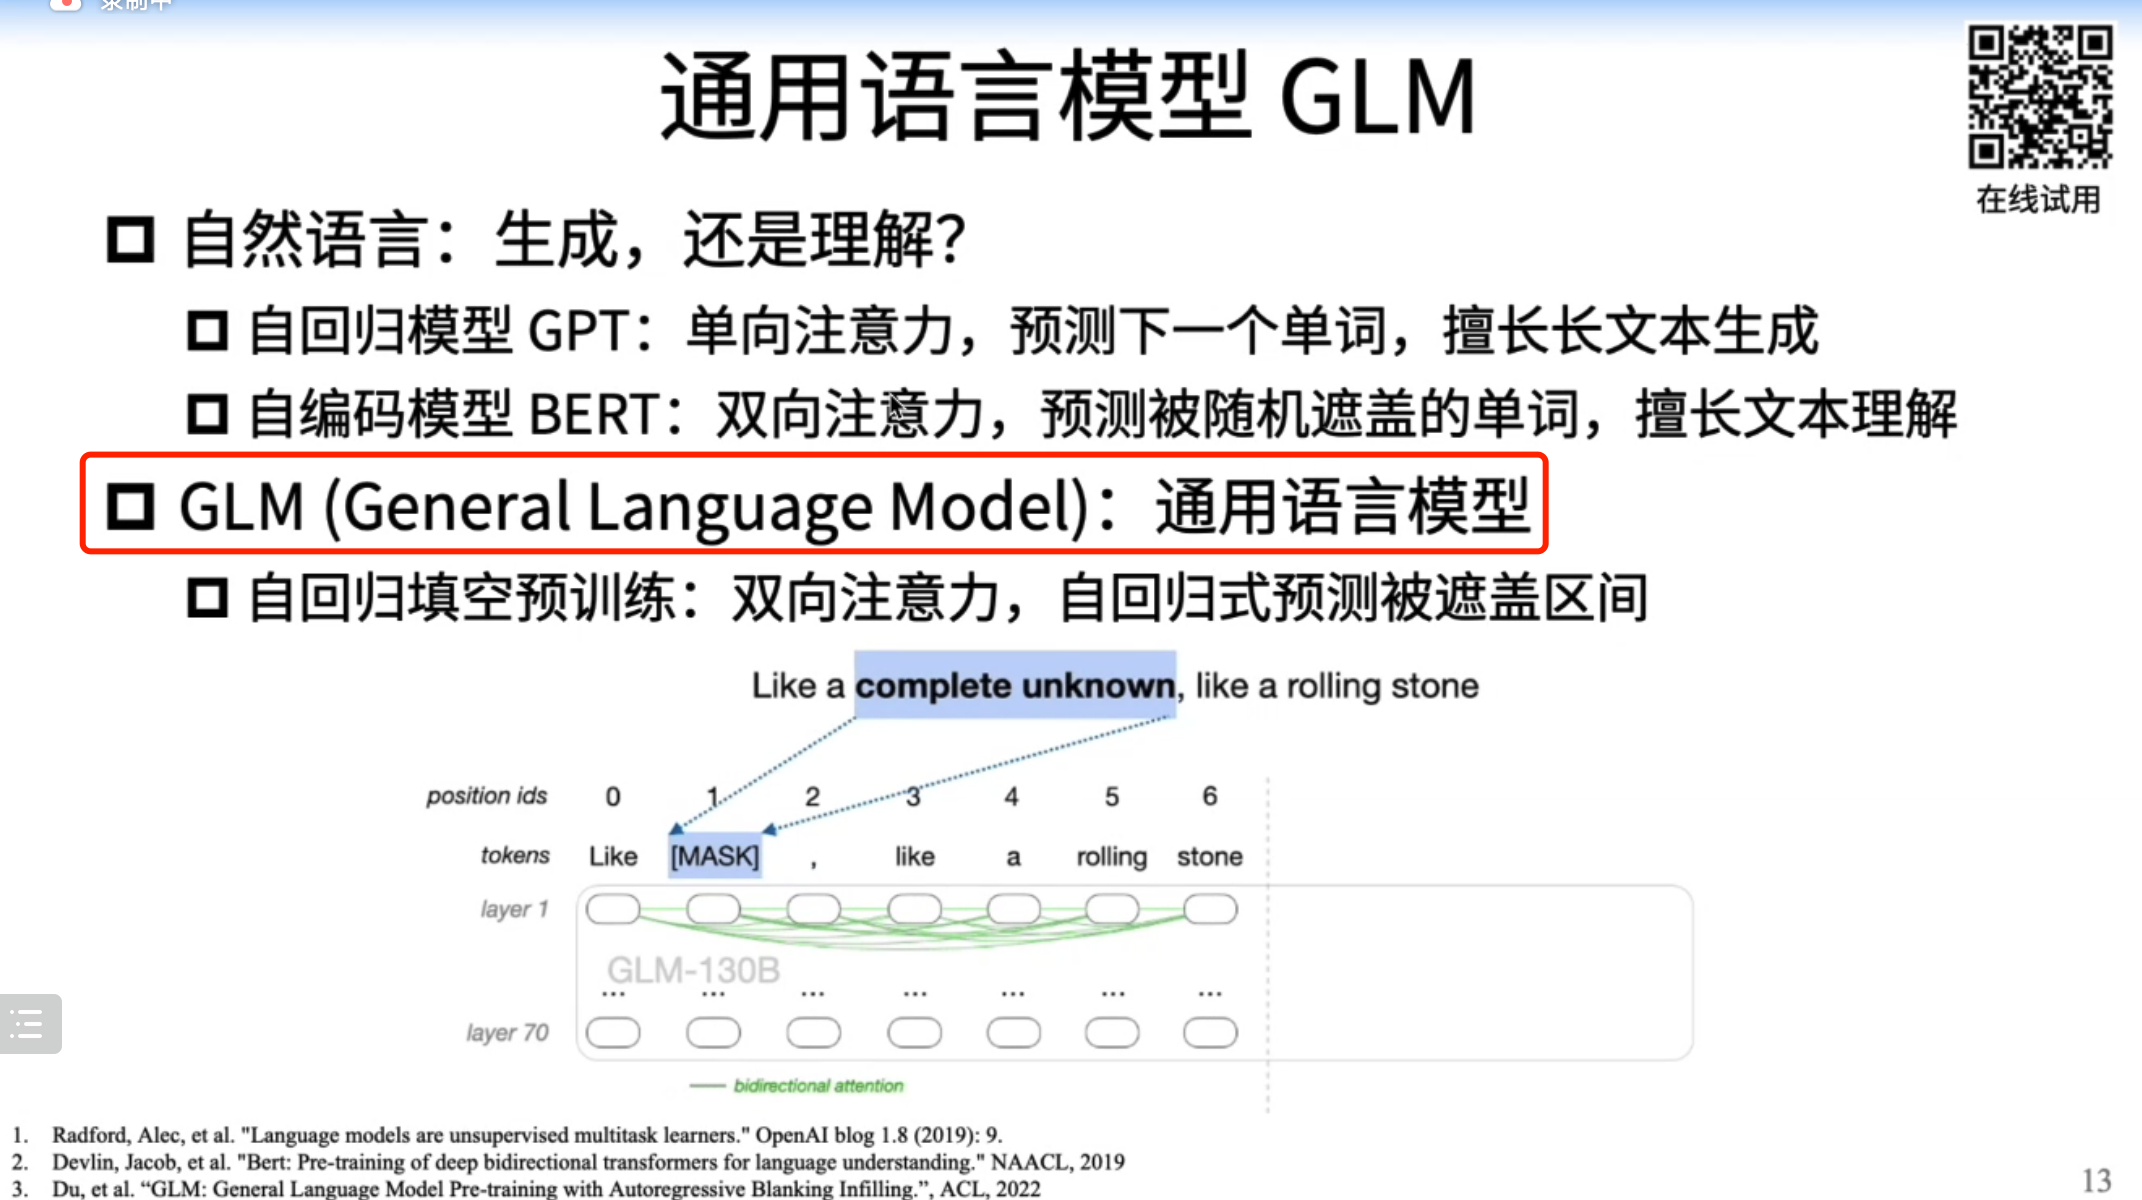 录制中
通用语言模型 GLM
在线试用
自然语言：生成，还是理解？
自回归模型 GPT：单向注意力，预测下一个单词，擅长长文本生成
自编码模型 BERT：双向注意力，预测被随机遮盖的单词，擅长文本理解
GLM (General Language Model)：通用语言模型
自回归填空预训练：双向注意力，自回归式预测被遮盖区间
Like a complete unknown, like a rolling stone
position ids 0 1 2 3 4 5 6
tokens Like [MASK] , like a rolling stone
layer 1
GLM-130B
... ... ... ... ... ... ...
layer 70
bidirectional attention
1. Radford, Alec, et al. "Language models are unsupervised multitask learners." OpenAI blog 1.8 (2019): 9.
2. Devlin, Jacob, et al. "Bert: Pre-training of deep bidirectional transformers for language understanding." NAACL, 2019
3. Du, et al. “GLM: General Language Model Pre-training with Autoregressive Blanking Infilling.”, ACL, 2022
13